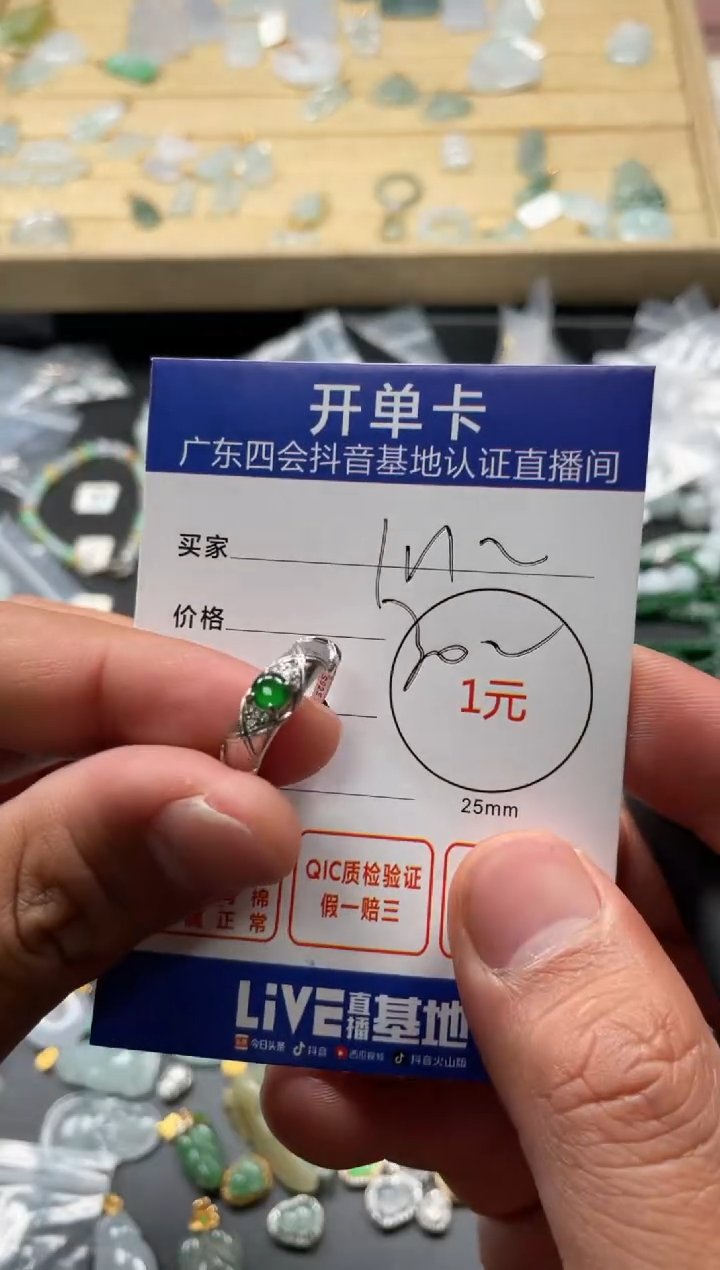 开单卡
广东四会抖音基地认证直播间
买家
价格
1元
25mm
棉
正常
QIC质检验证
假一赔三
LiVE直播基地
今日头条 抖音 西瓜视频 抖音火山版